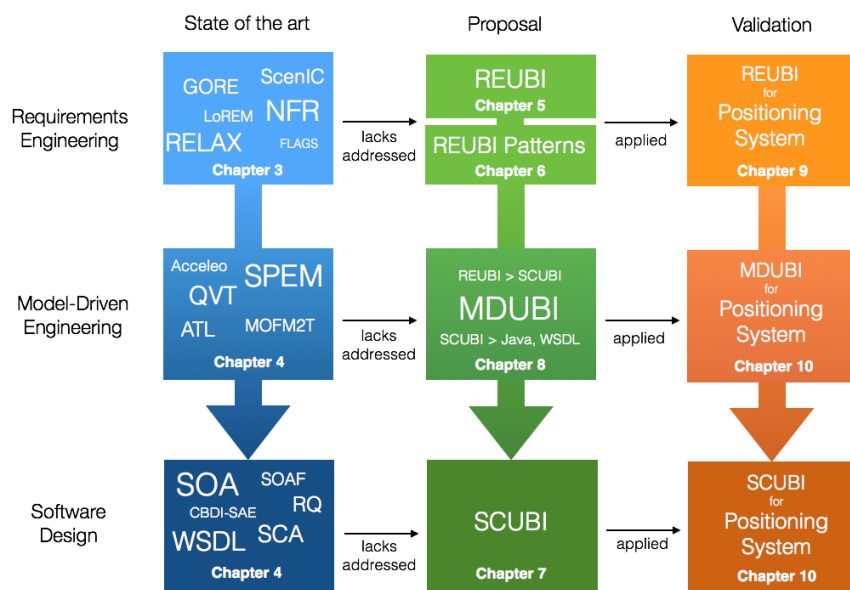 State of the art
Proposal
Validation
Requirements
Engineering
GORE
ScenIC
LoREM
NFR
RELAX
FLAGS
Chapter 3
lacks
addressed
REUBI
Chapter 5
REUBI Patterns
Chapter 6
applied
REUBI
for
Positioning
System
Chapter 9
Model-Driven
Engineering
Acceleo
SPEM
QVT
ATL
MOFM2T
Chapter 4
lacks
addressed
REUBI > SCUBI
MDUBI
SCUBI > Java, WSDL
Chapter 8
applied
MDUBI
for
Positioning
System
Chapter 10
Software
Design
SOA
SOAF
CBDI-SAE
RQ
WSDL
SCA
Chapter 4
lacks
addressed
SCUBI
Chapter 7
applied
SCUBI
for
Positioning
System
Chapter 10